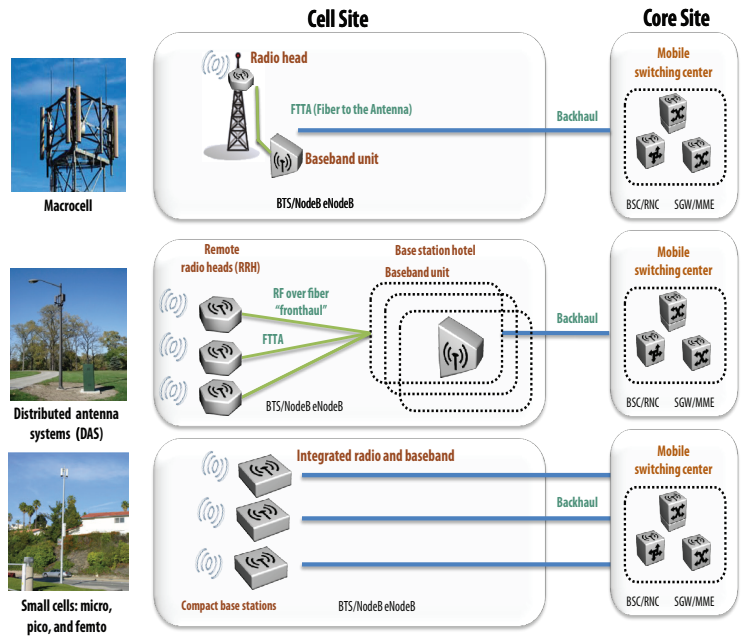 Cell Site
Core Site
Radio head
FTTA (Fiber to the Antenna)
Baseband unit
BTS/NodeB eNodeB
Backhaul
Mobile
switching center
BSC/RNC SGW/MME
Macrocell
Remote
radio heads (RRH)
RF over fiber
"fronthaul"
FTTA
Base station hotel
Baseband unit
BTS/NodeB eNodeB
Backhaul
Mobile
switching center
BSC/RNC SGW/MME
Distributed antenna
systems (DAS)
Integrated radio and baseband
Compact base stations
BTS/NodeB eNodeB
Backhaul
Mobile
switching center
BSC/RNC SGW/MME
Small cells: micro,
pico, and femto